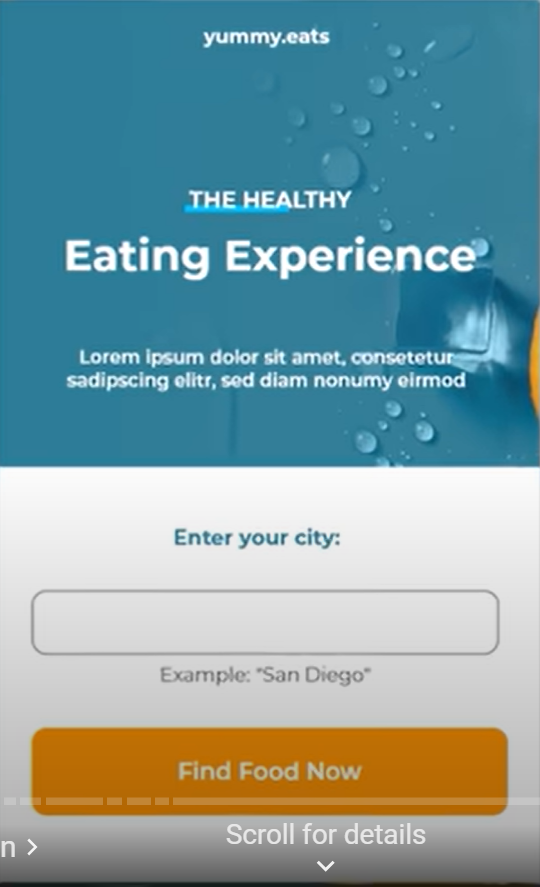 yummy.eats
THE HEALTHY
Eating Experience
Lorem ipsum dolor sit amet, consetetur
sadipscing elitr, sed diam nonumy eirmod
Enter your city:
Example: "San Diego"
Find Food Now
n
Scroll for details